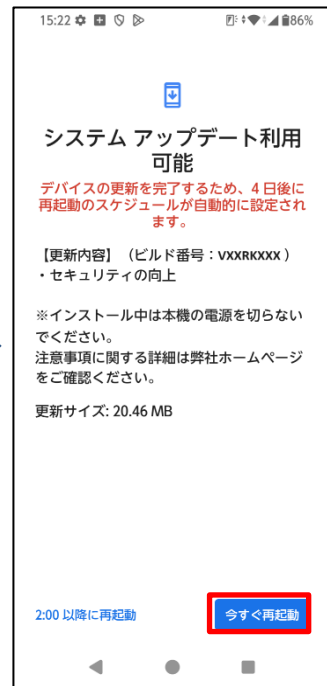 15:22
86%
システム アップデート利用
可能
デバイスの更新を完了するため、4 日後に
再起動のスケジュールが自動的に設定され
ます。
【更新内容】（ビルド番号：VXXRKXXX ）
・セキュリティの向上
※インストール中は本機の電源を切らない
でください。
注意事項に関する詳細は弊社ホームページ
をご確認ください。
更新サイズ: 20.46 MB
2:00 以降に再起動
今すぐ再起動